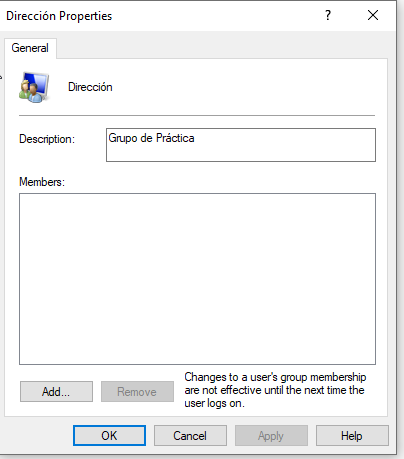 Dirección Properties
?
General
Dirección
Description:
Grupo de Práctica
Members:
Add...
Remove
Changes to a user's group membership
are not effective until the next time the
user logs on.
OK
Cancel
Apply
Help